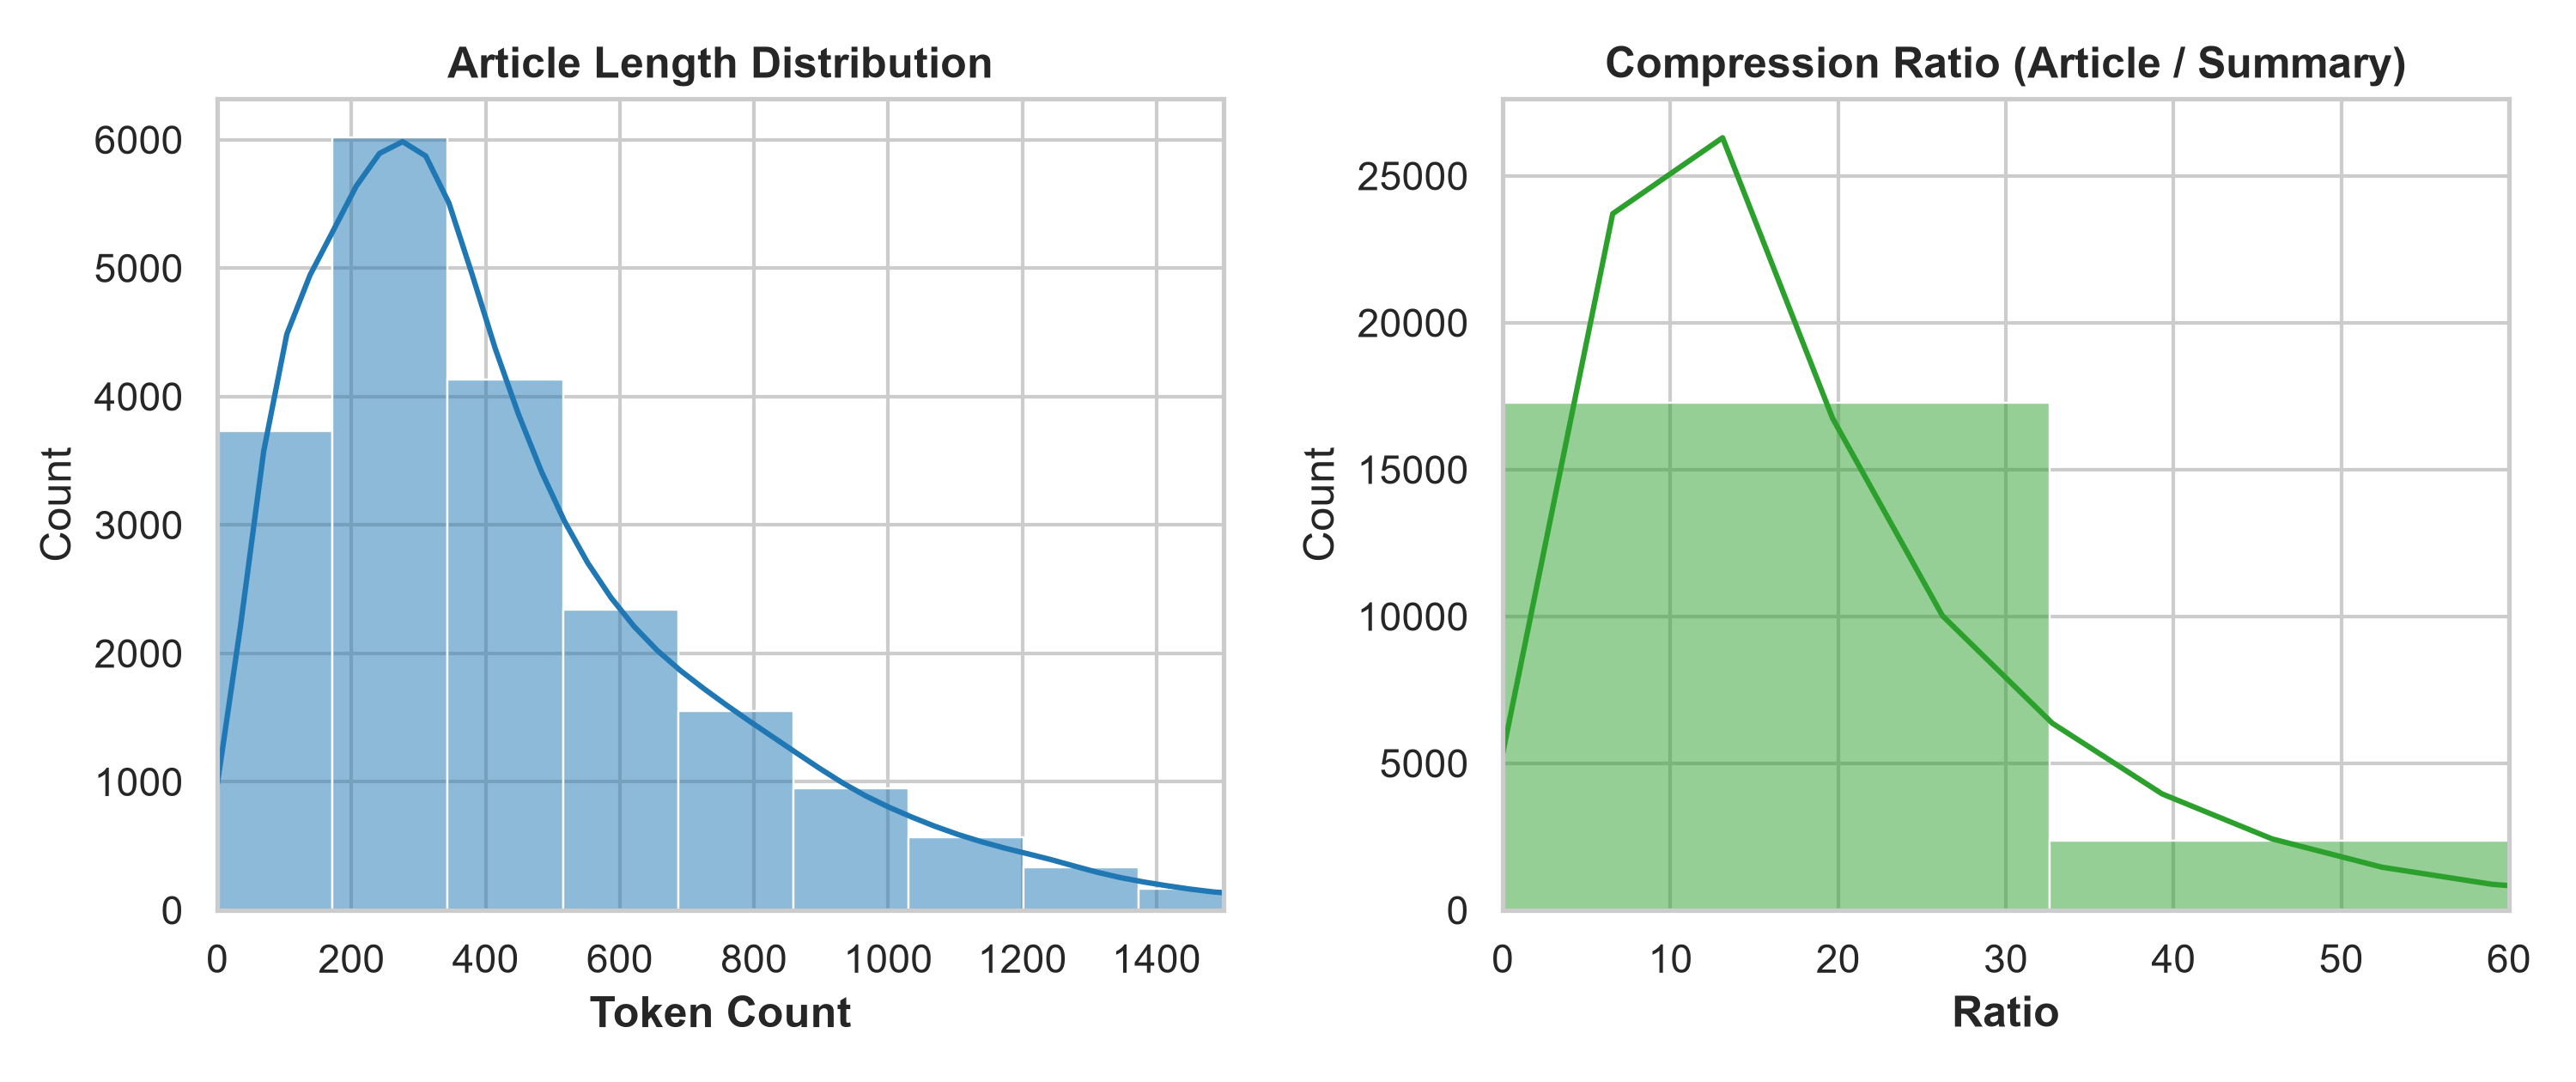 Article Length Distribution
6000
5000
4000
3000
2000
1000
0
Count
0 200 400 600 800 1000 1200 1400
Token Count
Compression Ratio (Article / Summary)
25000
20000
15000
10000
5000
0
Count
0 10 20 30 40 50 60
Ratio